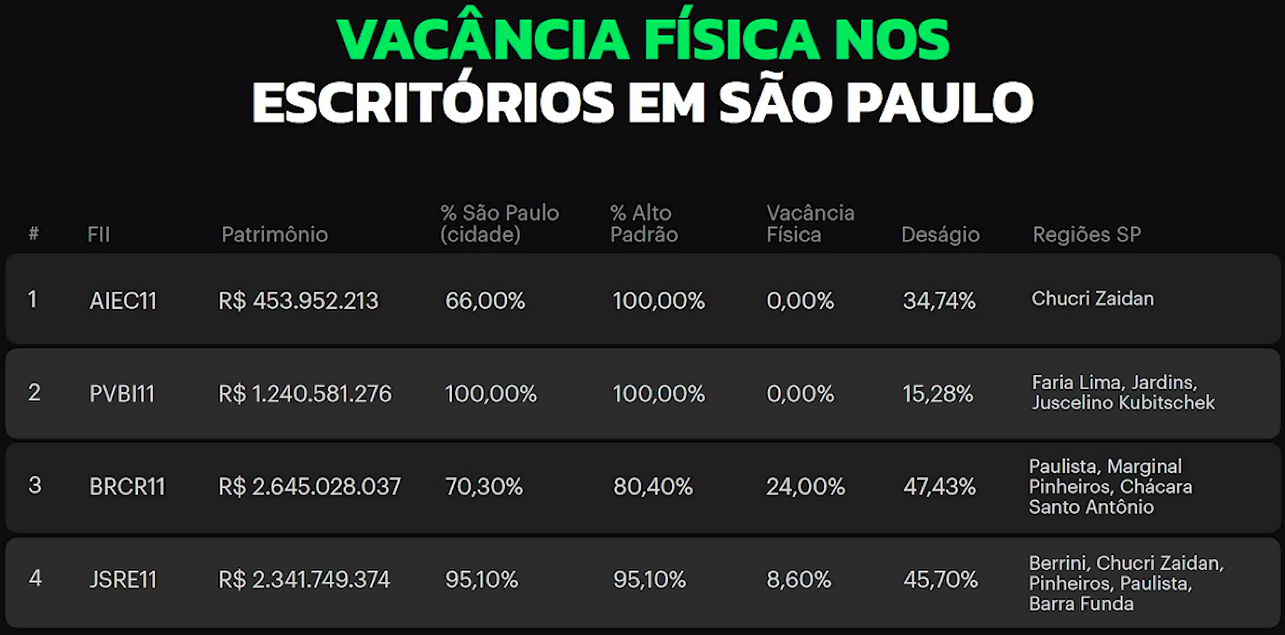 VACÂNCIA FÍSICA NOS
ESCRITÓRIOS EM SÃO PAULO
# FII Patrimônio % São Paulo (cidade) % Alto Padrão Vacância Física Deságio Regiões SP
1 AIEC11 R$ 453.952.213 66,00% 100,00% 0,00% 34,74% Chucri Zaidan
2 PVBI11 R$ 1.240.581.276 100,00% 100,00% 0,00% 15,28% Faria Lima, Jardins,
Juscelino Kubitschek
3 BRCR11 R$ 2.645.028.037 70,30% 80,40% 24,00% 47,43% Paulista, Marginal
Pinheiros, Chácara
Santo Antônio
4 JSRE11 R$ 2.341.749.374 95,10% 95,10% 8,60% 45,70% Berrini, Chucri Zaidan,
Pinheiros, Paulista,
Barra Funda